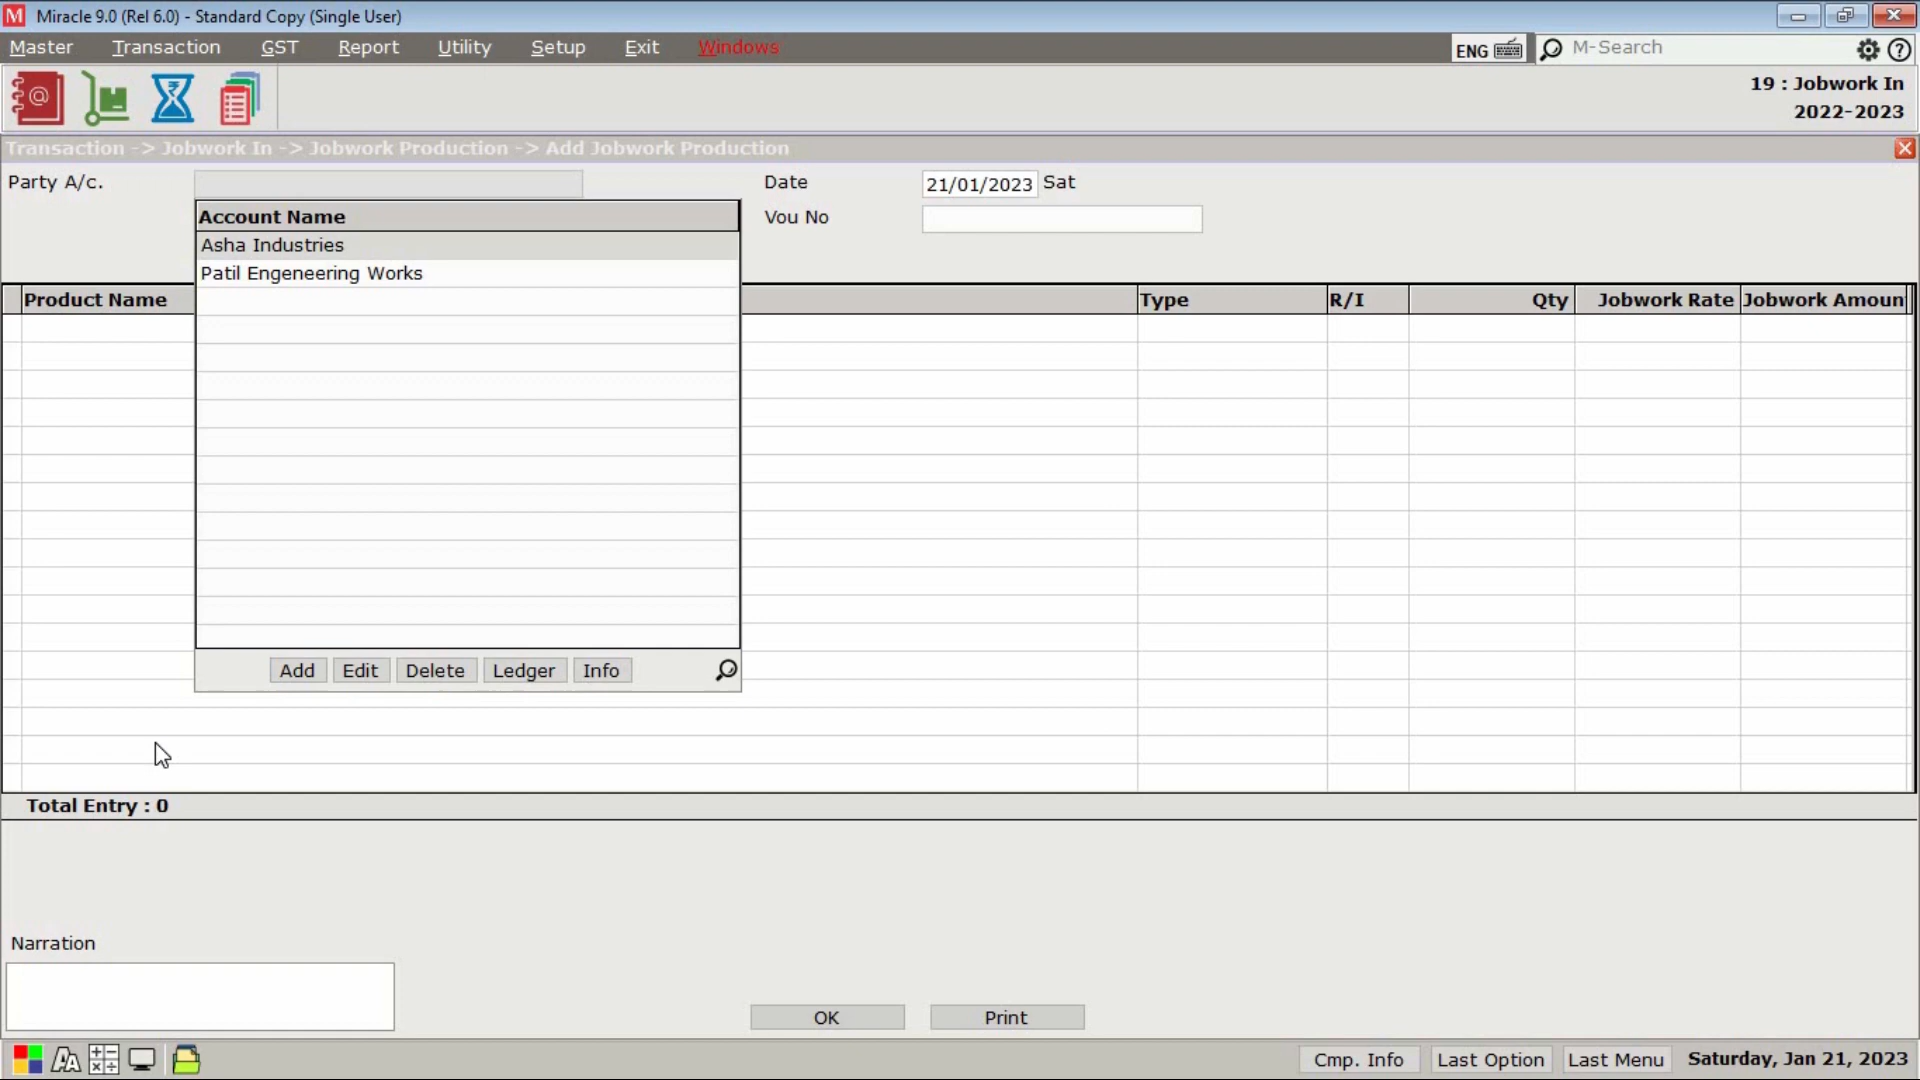 Miracle 9.0 (Rel 6.0) - Standard Copy (Single User)
Master Transaction GST Report Utility Setup Exit Windows ENG M-Search
19 : Jobwork In
2022-2023
Transaction -> Jobwork In -> Jobwork Production -> Add Jobwork Production
Party A/c. Date 21/01/2023 Sat
Vou No
Account Name
Asha Industries
Patil Engeneering Works
Product Name Type R/I Qty Jobwork Rate Jobwork Amoun
Add Edit Delete Ledger Info
Total Entry : 0
Narration
OK Print
Cmp. Info Last Option Last Menu Saturday, Jan 21, 2023